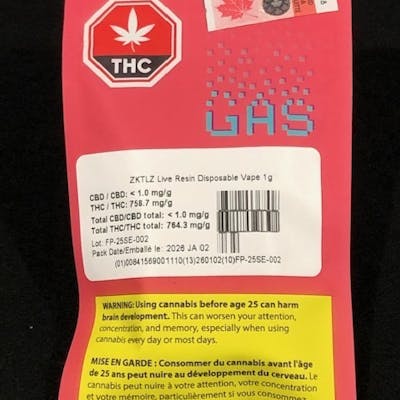 THC
GAS
ZKTLZ Live Resin Disposable Vape 1g
CBD / CBD: < 1.0 mg/g
THC / THC: 758.7 mg/g
Total CBD/CBD total: < 1.0 mg/g
Total THC/THC total: 764.3 mg/g
Lot: FP-25SE-002
Pack Date/Emballé le: 2026 JA 02
(01)00841569001110(13)260102(10)FP-25SE-002
WARNING: Using cannabis before age 25 can harm
brain development. This can worsen your attention,
concentration, and memory, especially when using
cannabis every day or most days.
MISE EN GARDE : Consommer du cannabis avant l'âge
de 25 ans peut nuire au développement du cerveau. Le
cannabis peut nuire à votre attention, votre concentration
et votre mémoire, particulièrement si vous consommez